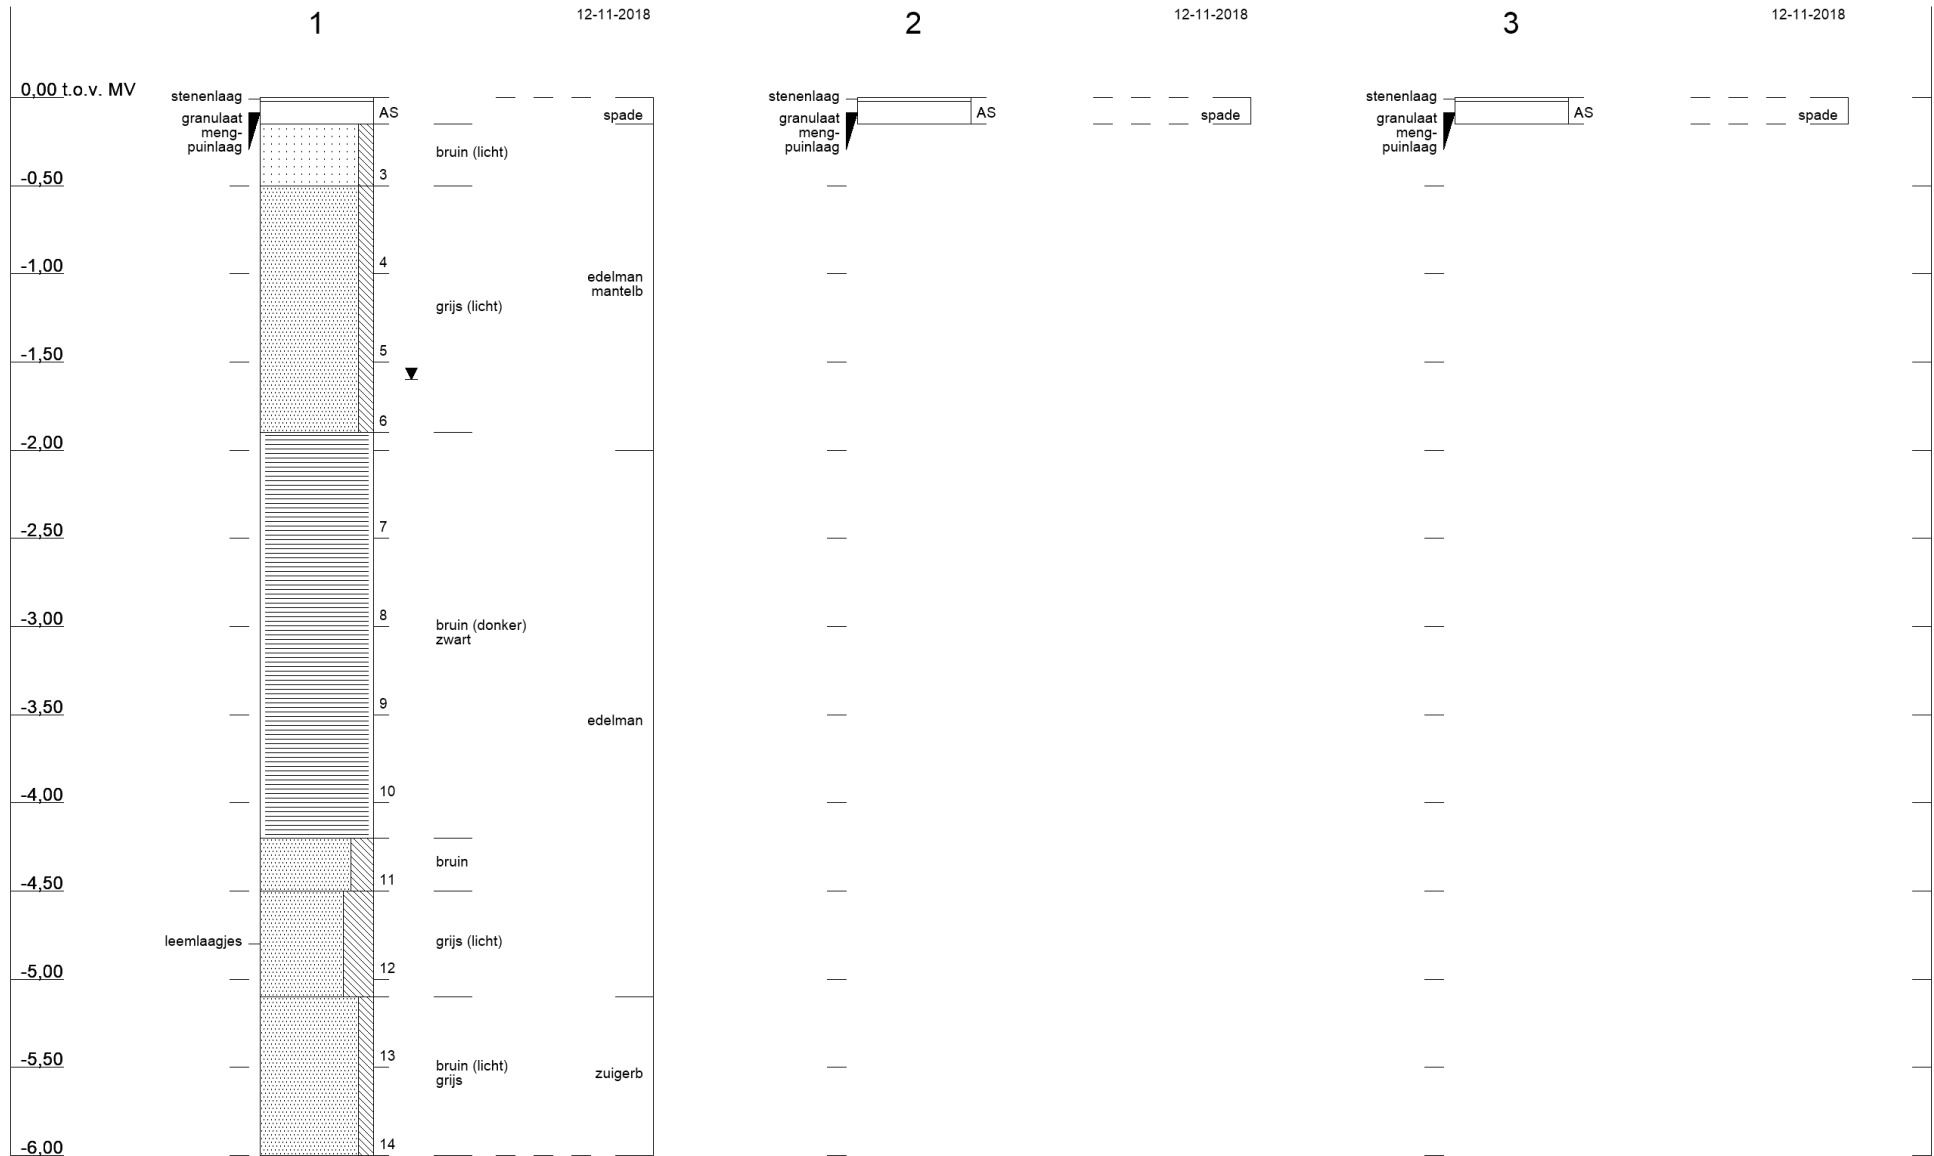 1
12-11-2018
2
12-11-2018
3
12-11-2018
0,00 t.o.v. MV
-0,50
-1,00
-1,50
-2,00
-2,50
-3,00
-3,50
-4,00
-4,50
-5,00
-5,50
-6,00
stenenlaag
granulaat
meng-
puinlaag
leemlaagjes
AS
3
4
5
6
7
8
9
10
11
12
13
14
bruin (licht)
grijs (licht)
bruin (donker)
zwart
bruin
grijs (licht)
bruin (licht)
grijs
spade
edelman
mantelb
edelman
zuigerb
stenenlaag
granulaat
meng-
puinlaag
AS
spade
stenenlaag
granulaat
meng-
puinlaag
AS
spade